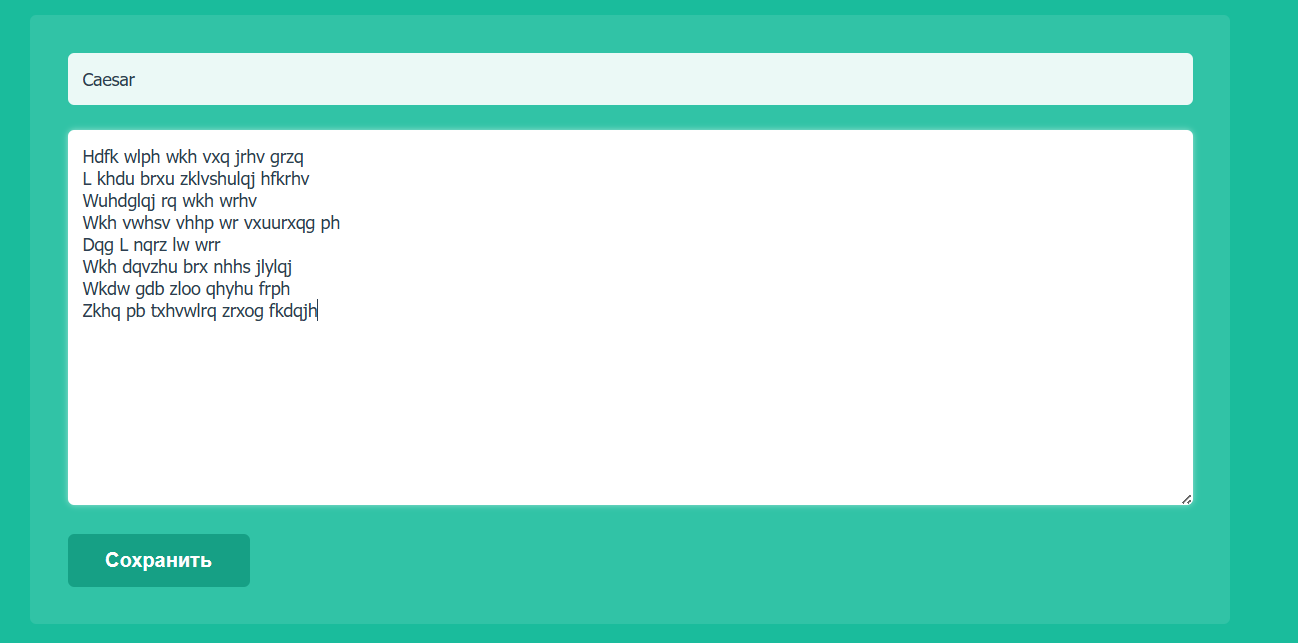 Caesar
Hdfk wlph wkh vxq jrhv grzq
L khdu brxu zklvshulqj hfkrhv
Wuhdglqj rq wkh wrhv
Wkh vwhsv vhhp wr vxuurxqg ph
Dqg L nqrz lw wrr
Wkh dqvzhu brx nhhs jlylqj
Wkdw gdb zloo qhyhu frph
Zkhq pb txhvwlrq zrxog fkdqjh
Сохранить